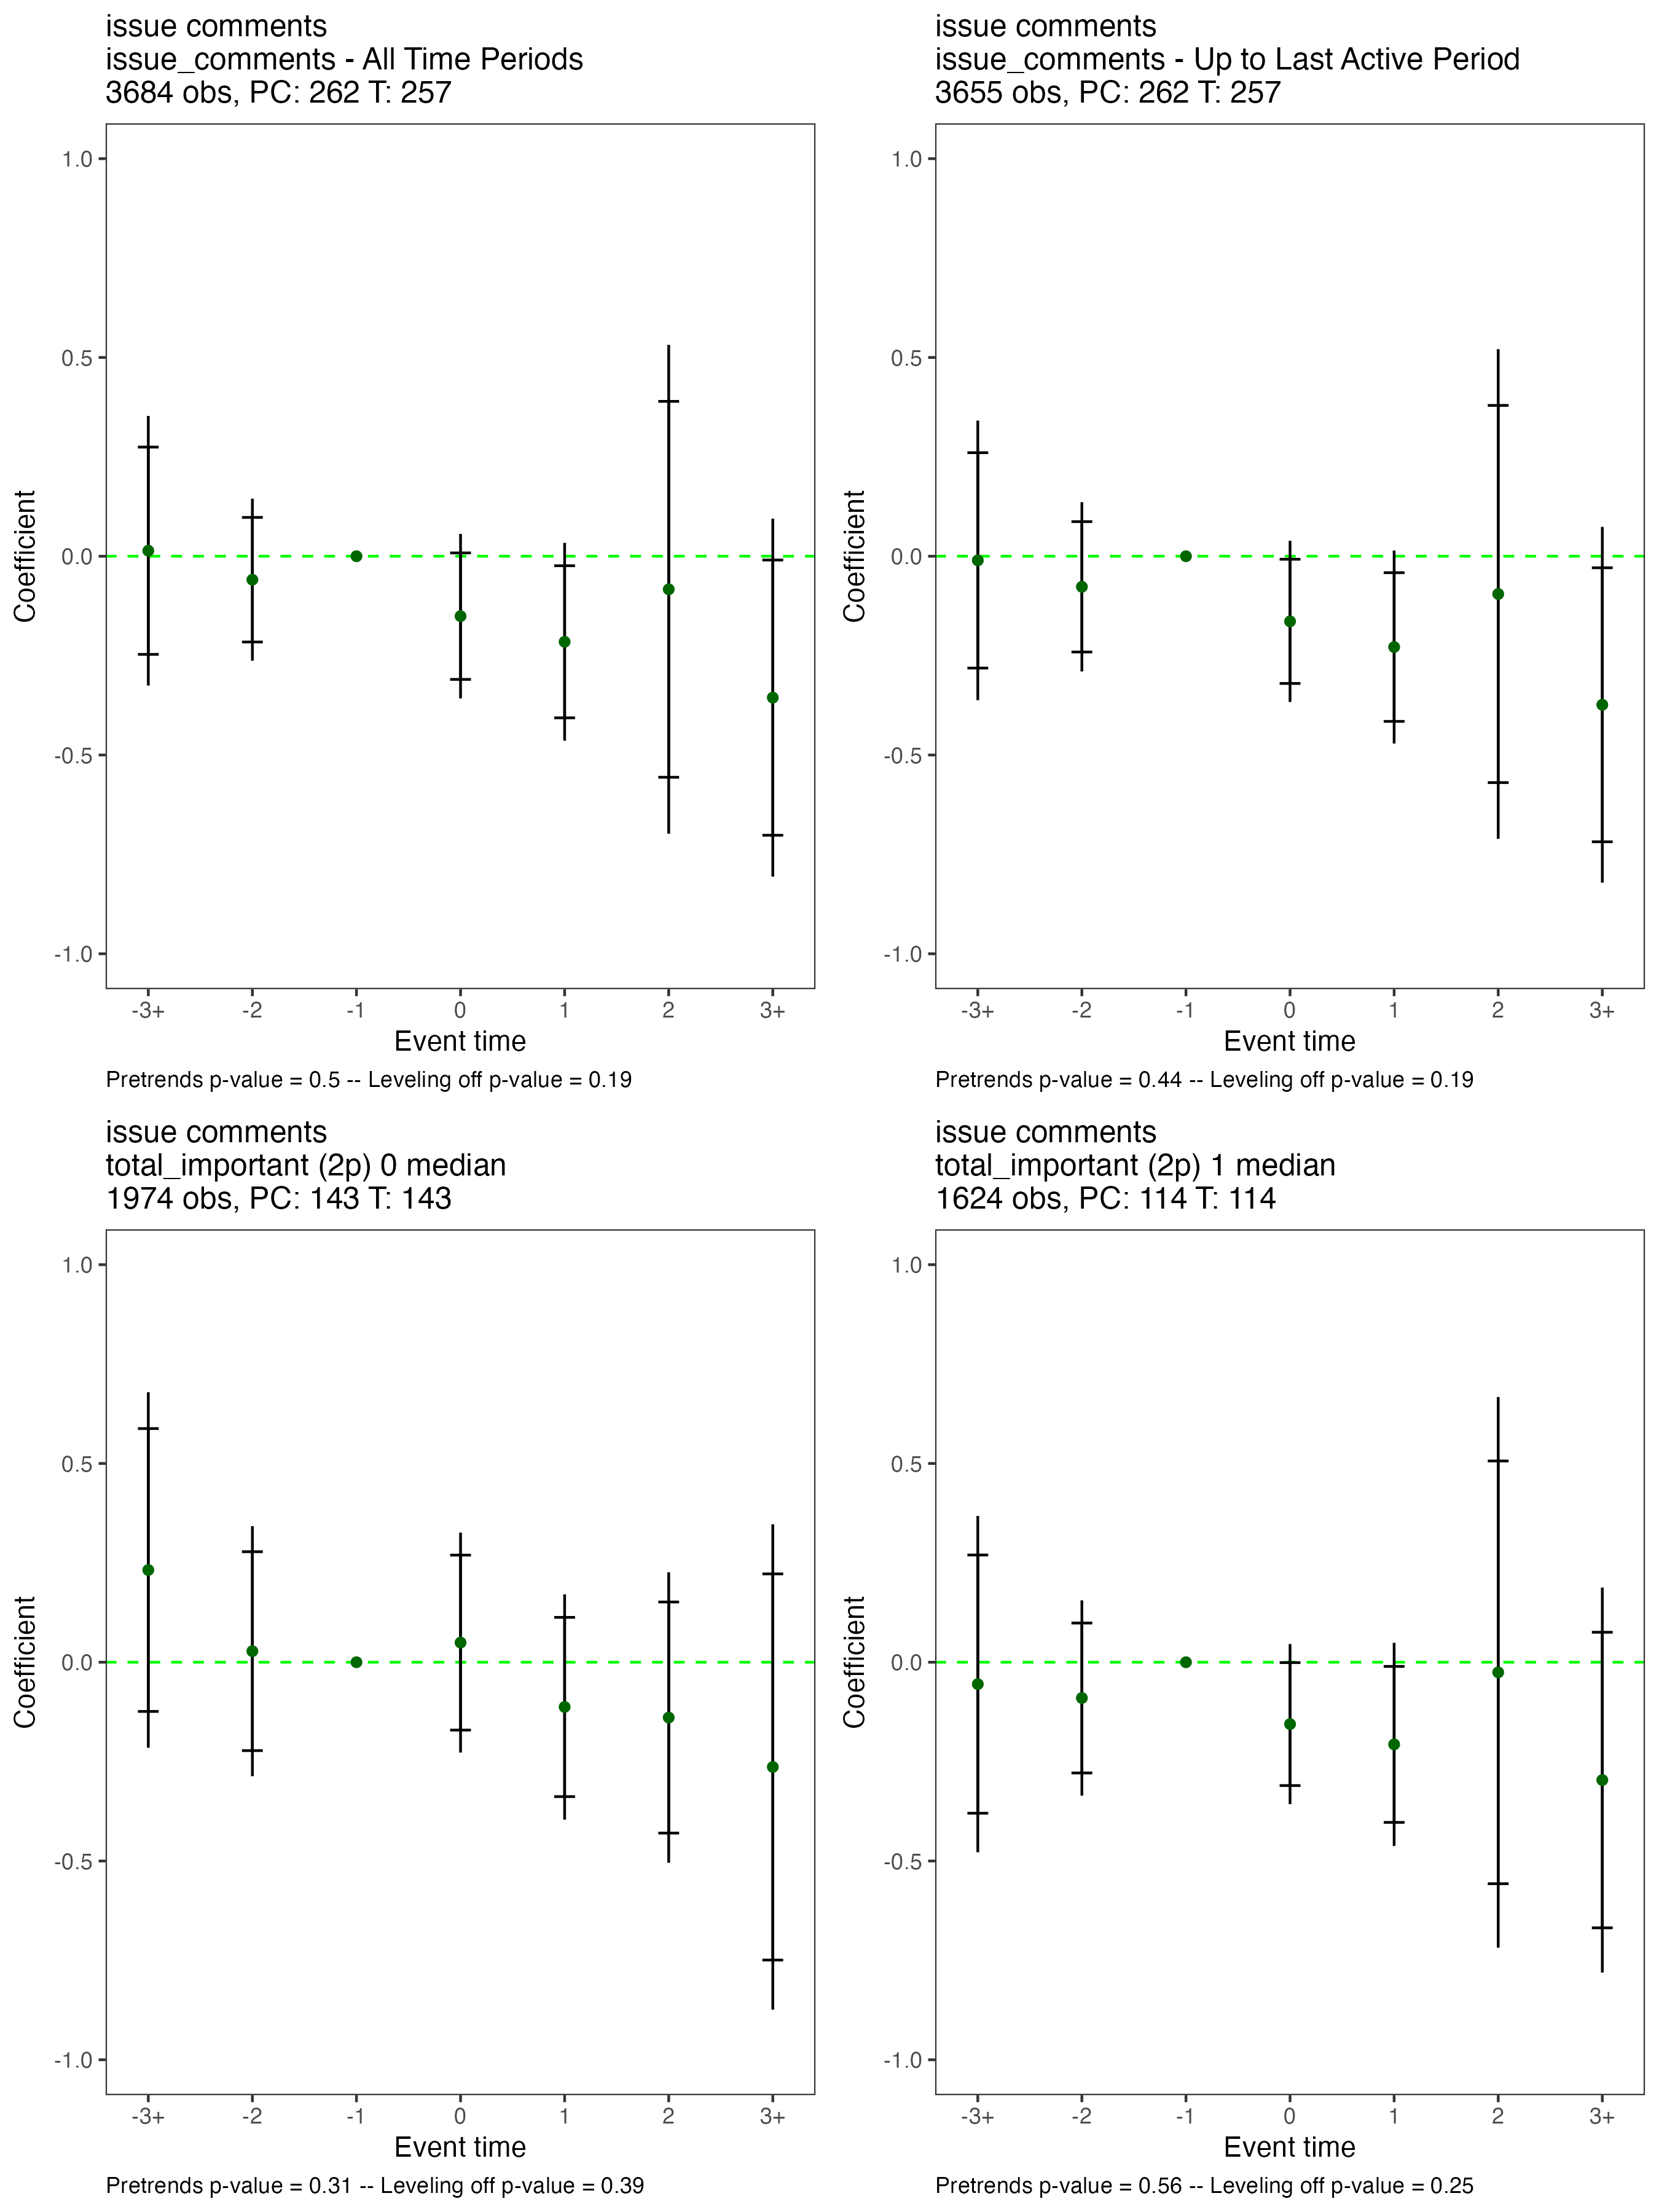 issue comments
issue_comments - All Time Periods
3684 obs, PC: 262 T: 257
1.0
0.5
0.0
-0.5
-1.0
Coefficient
-3+ -2 -1 0 1 2 3+
Event time
Pretrends p-value = 0.5 -- Leveling off p-value = 0.19
issue comments
issue_comments - Up to Last Active Period
3655 obs, PC: 262 T: 257
1.0
0.5
0.0
-0.5
-1.0
Coefficient
-3+ -2 -1 0 1 2 3+
Event time
Pretrends p-value = 0.44 -- Leveling off p-value = 0.19
issue comments
total_important (2p) 0 median
1974 obs, PC: 143 T: 143
1.0
0.5
0.0
-0.5
-1.0
Coefficient
-3+ -2 -1 0 1 2 3+
Event time
Pretrends p-value = 0.31 -- Leveling off p-value = 0.39
issue comments
total_important (2p) 1 median
1624 obs, PC: 114 T: 114
1.0
0.5
0.0
-0.5
-1.0
Coefficient
-3+ -2 -1 0 1 2 3+
Event time
Pretrends p-value = 0.56 -- Leveling off p-value = 0.25